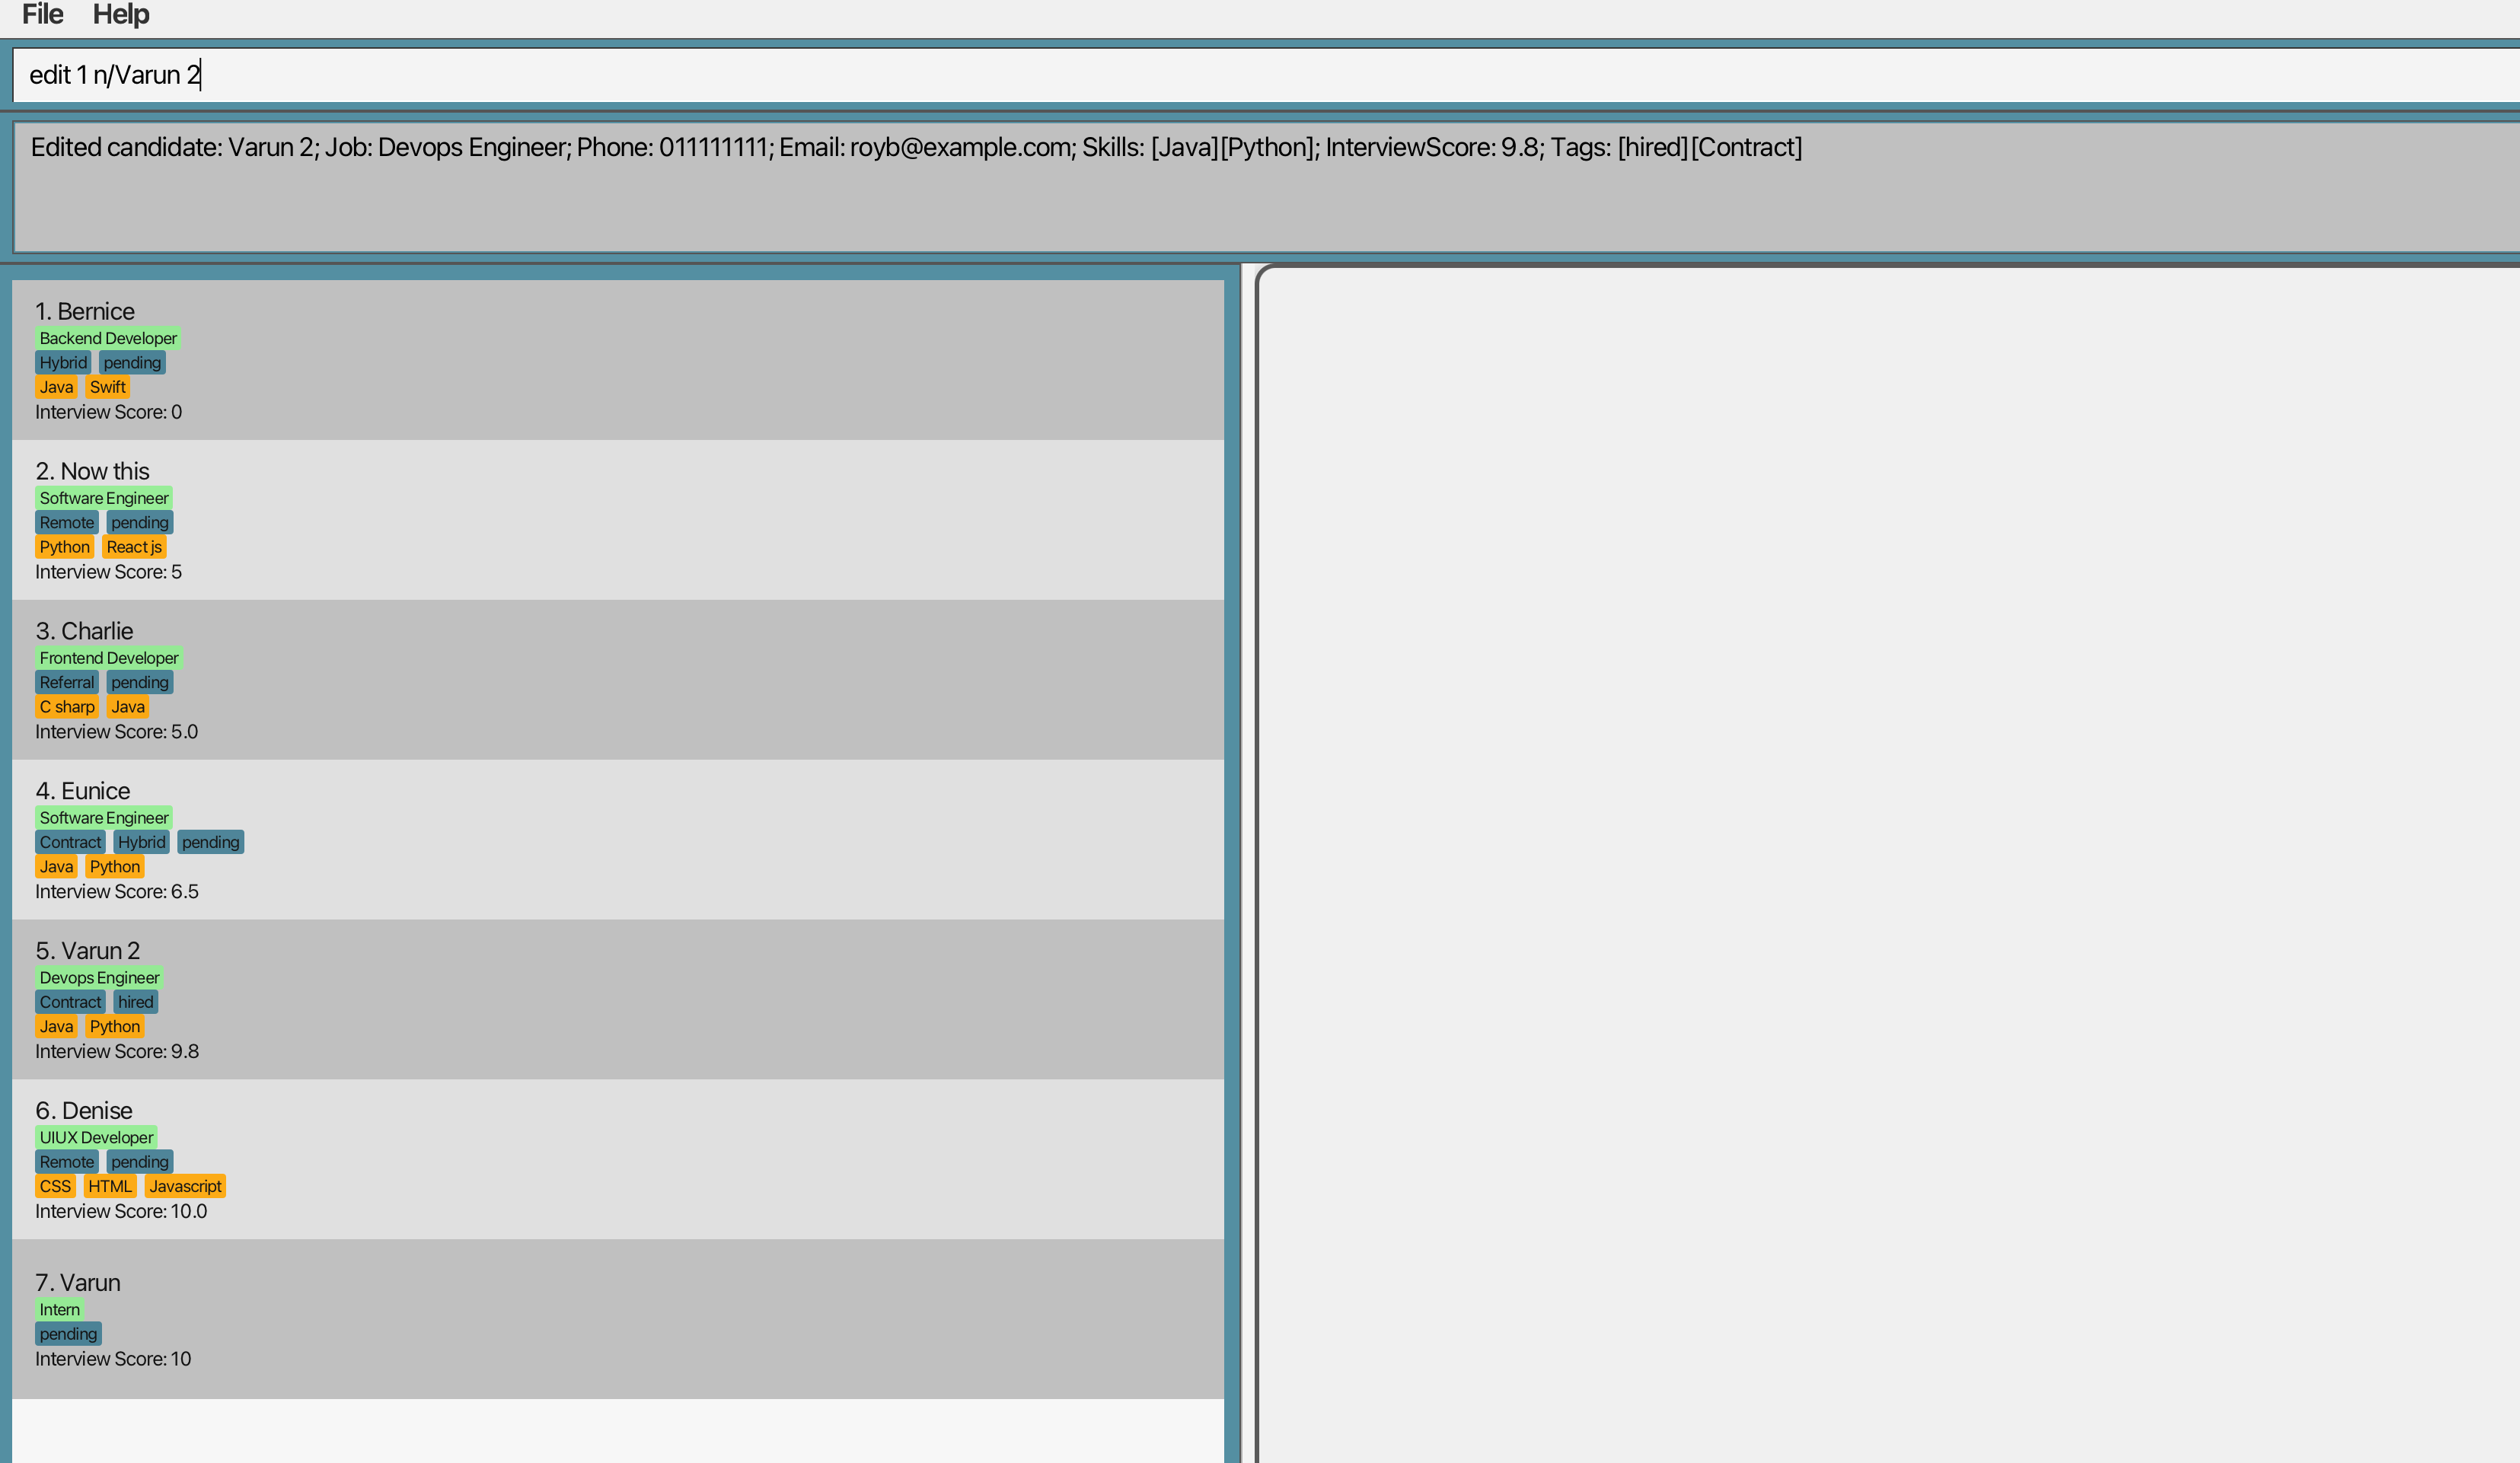 File Help
edit 1 n/Varun 2
Edited candidate: Varun 2; Job: Devops Engineer; Phone: 011111111; Email: royb@example.com; Skills: [Java][Python]; InterviewScore: 9.8; Tags: [hired][Contract]
1. Bernice
Backend Developer
Hybrid pending
Java Swift
Interview Score: 0
2. Now this
Software Engineer
Remote pending
Python React js
Interview Score: 5
3. Charlie
Frontend Developer
Referral pending
C sharp Java
Interview Score: 5.0
4. Eunice
Software Engineer
Contract Hybrid pending
Java Python
Interview Score: 6.5
5. Varun 2
Devops Engineer
Contract hired
Java Python
Interview Score: 9.8
6. Denise
UIUX Developer
Remote pending
CSS HTML Javascript
Interview Score: 10.0
7. Varun
Intern
pending
Interview Score: 10